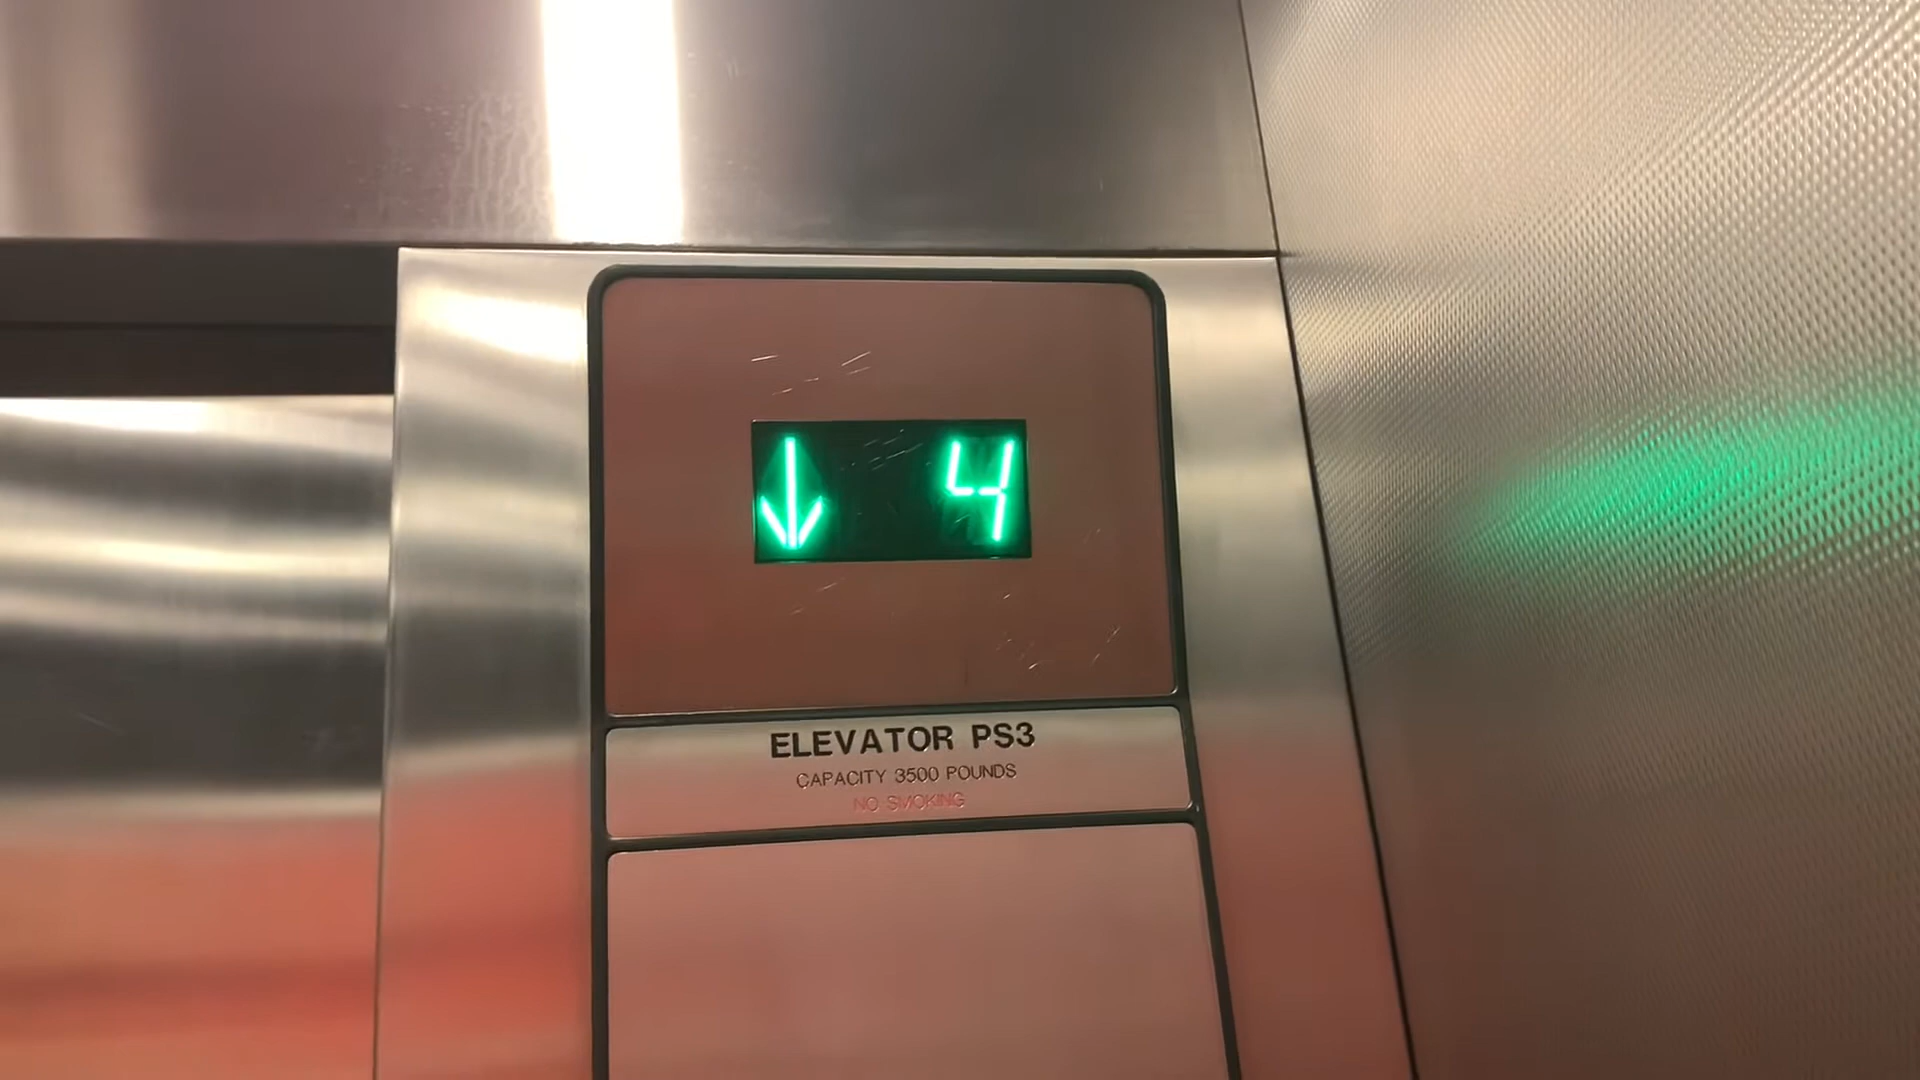 ↓ 4
ELEVATOR PS3
CAPACITY 3500 POUNDS
NO SMOKING